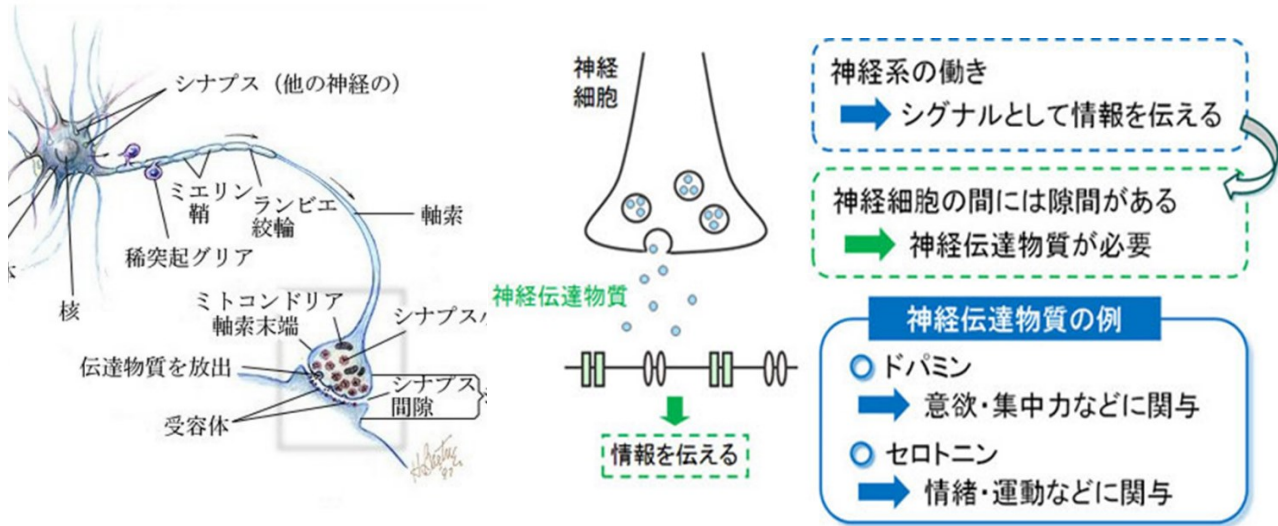 シナプス（他の神経の）
ミエリン
鞘
ランビエ
絞輪
軸索
稀突起グリア
核
ミトコンドリア
軸索末端
伝達物質を放出
シナプス
間隙
受容体
神経
細胞
神経伝達物質
情報を伝える
神経系の働き
シグナルとして情報を伝える
神経細胞の間には隙間がある
神経伝達物質が必要
神経伝達物質の例
ドパミン
意欲・集中力などに関与
セロトニン
情緒・運動などに関与